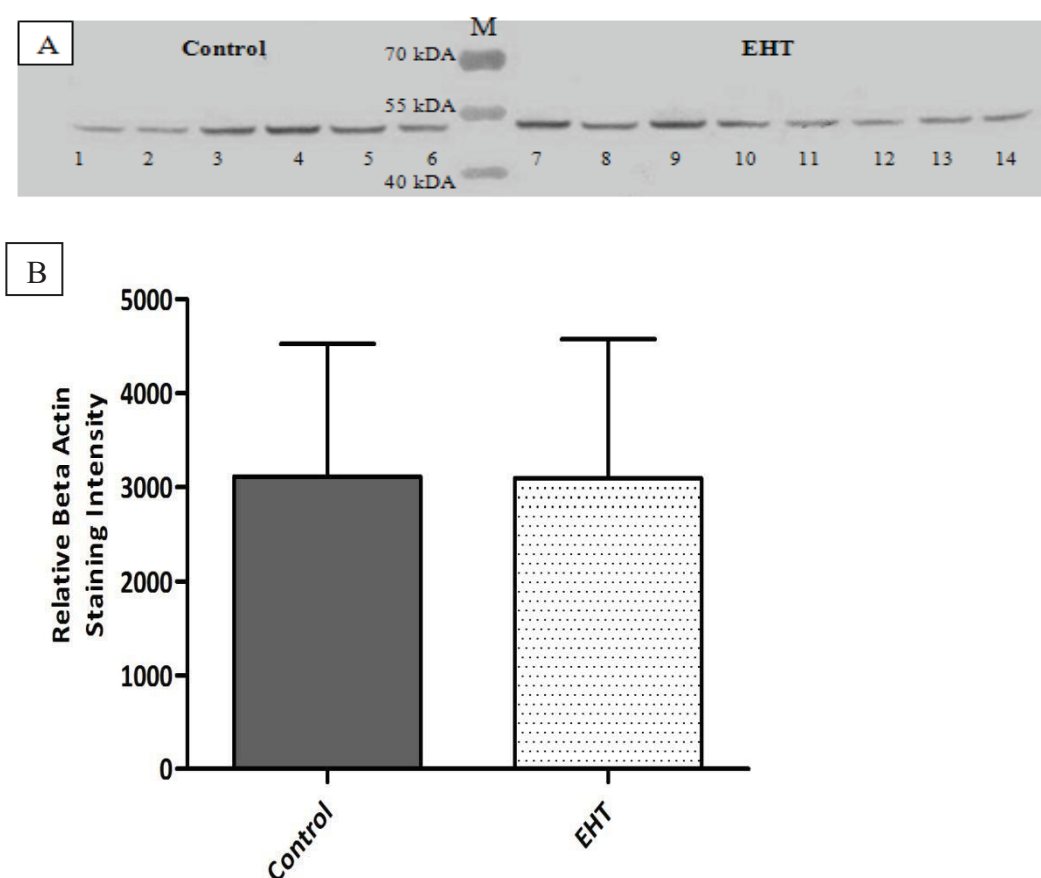 A
Control
M
EHT
70 kDA
55 kDA
1 2 3 4 5 6 7 8 9 10 11 12 13 14
40 kDA
B
5000
4000
3000
2000
1000
0
Relative Beta Actin
Staining Intensity
Control
EHT